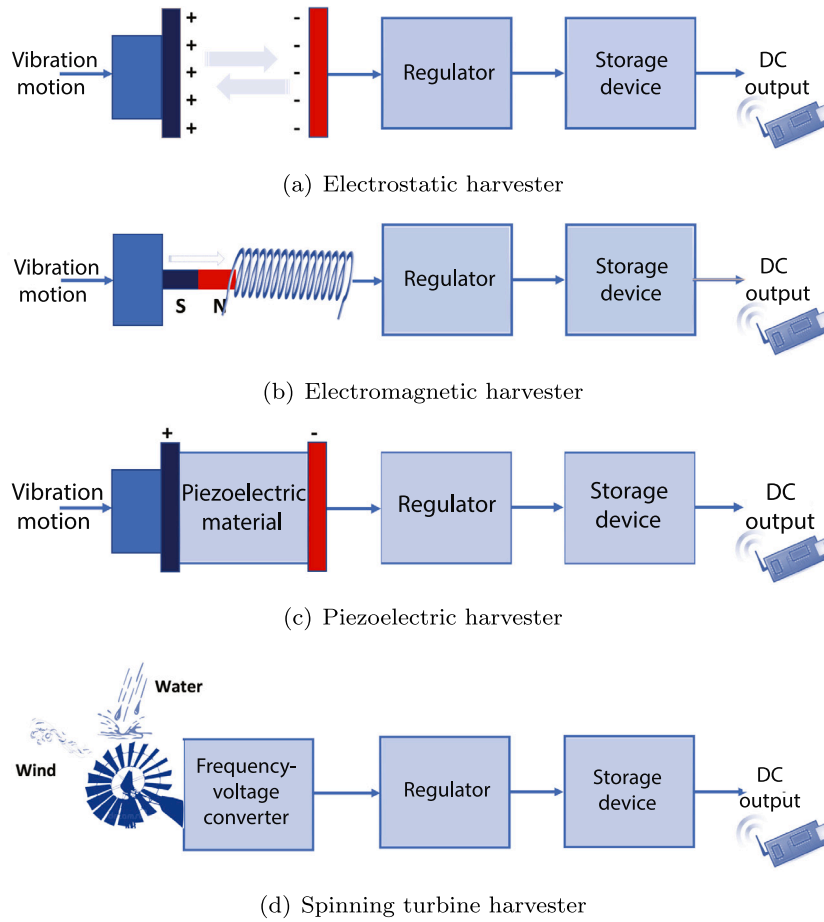 + -
+ -
Vibration motion + - Regulator Storage device DC output
+ -
+ -
(a) Electrostatic harvester
Vibration motion S N Regulator Storage device DC output
(b) Electromagnetic harvester
+ -
Vibration motion Piezoelectric material Regulator Storage device DC output
(c) Piezoelectric harvester
Water
Wind
Frequency-voltage converter Regulator Storage device DC output
(d) Spinning turbine harvester